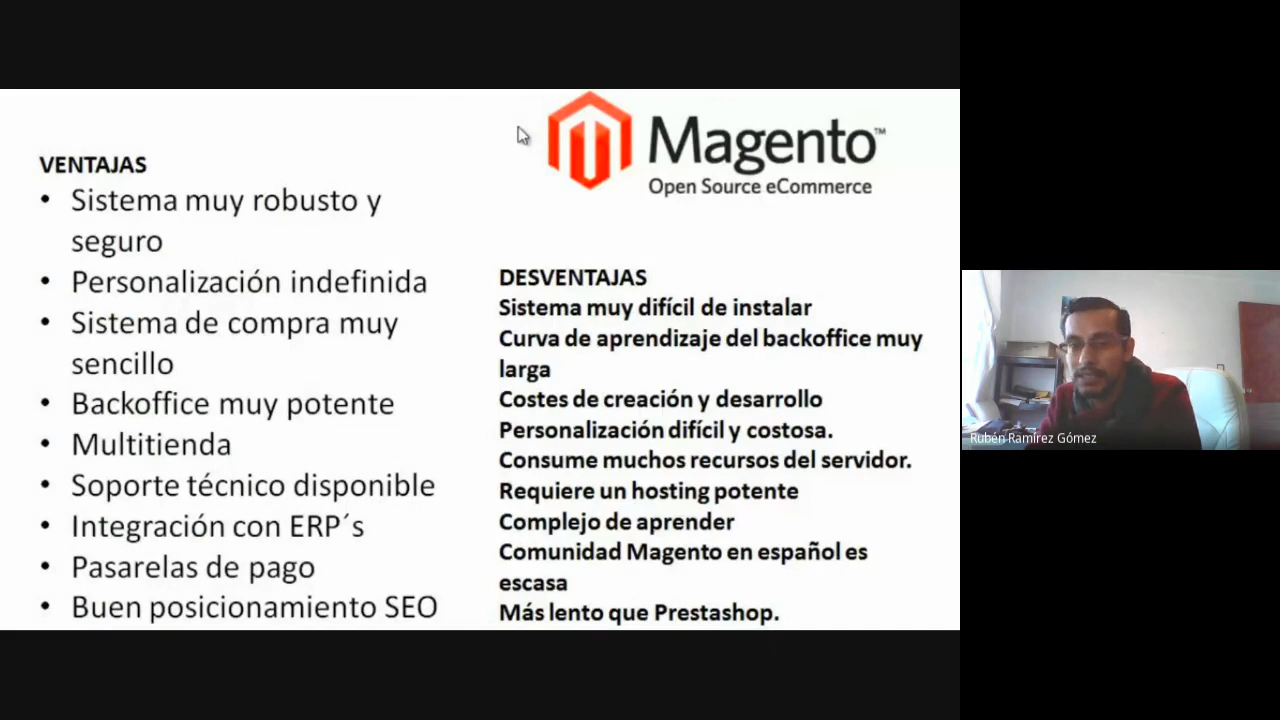 Magento™
Open Source eCommerce
VENTAJAS
• Sistema muy robusto y
seguro
• Personalización indefinida
• Sistema de compra muy
sencillo
• Backoffice muy potente
• Multitienda
• Soporte técnico disponible
• Integración con ERP´s
• Pasarelas de pago
• Buen posicionamiento SEO
DESVENTAJAS
Sistema muy difícil de instalar
Curva de aprendizaje del backoffice muy
larga
Costes de creación y desarrollo
Personalización difícil y costosa.
Consume muchos recursos del servidor.
Requiere un hosting potente
Complejo de aprender
Comunidad Magento en español es
escasa
Más lento que Prestashop.
Rubén Ramírez Gómez